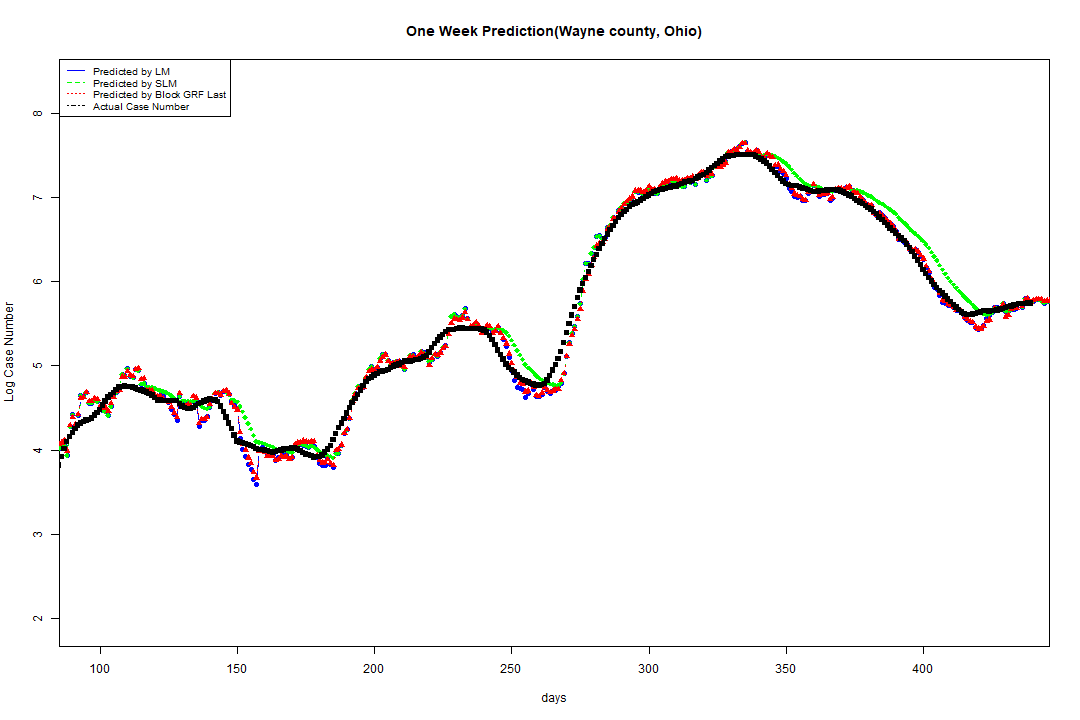 One Week Prediction(Wayne county, Ohio)
Predicted by LM
Predicted by SLM
Predicted by Block GRF Last
Actual Case Number
8
7
6
5
4
3
2
Log Case Number
100 150 200 250 300 350 400
days